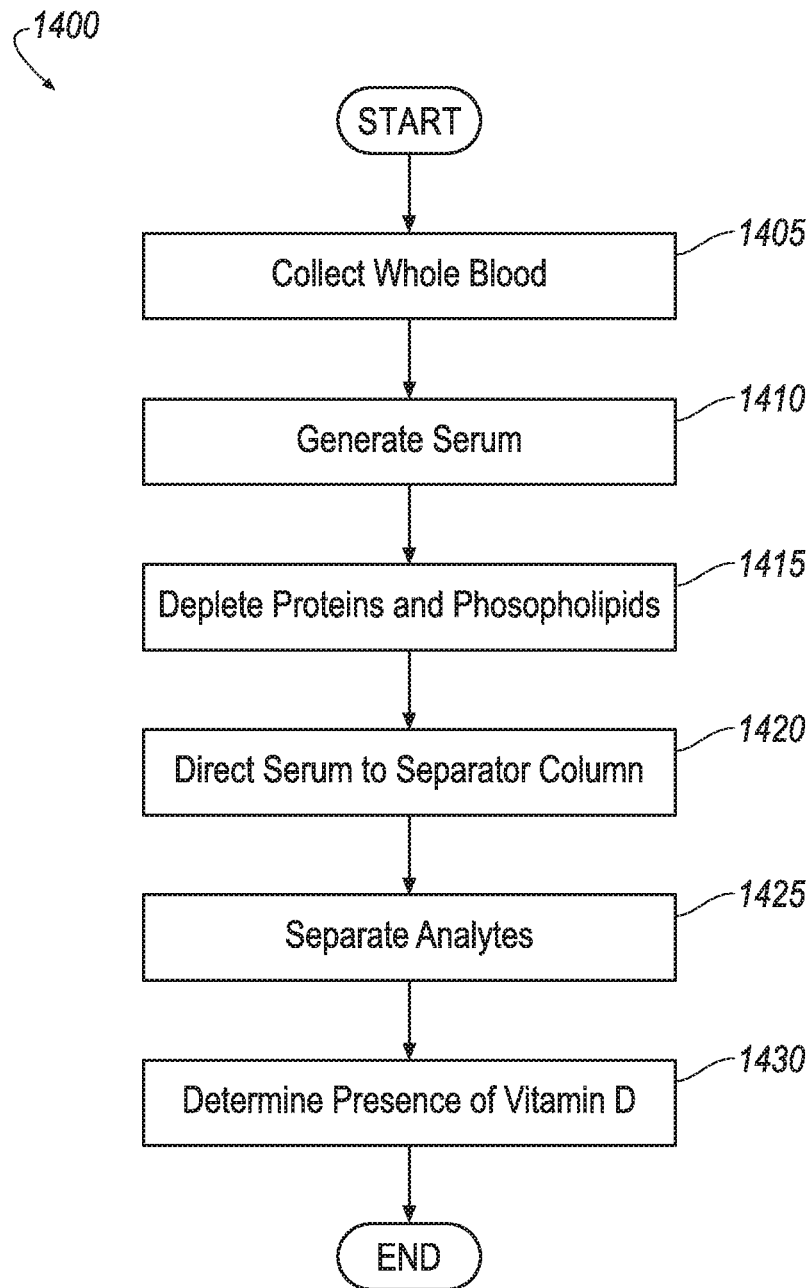 1400
START
1405
Collect Whole Blood
1410
Generate Serum
1415
Deplete Proteins and Phosopholipids
1420
Direct Serum to Separator Column
1425
Separate Analytes
1430
Determine Presence of Vitamin D
END